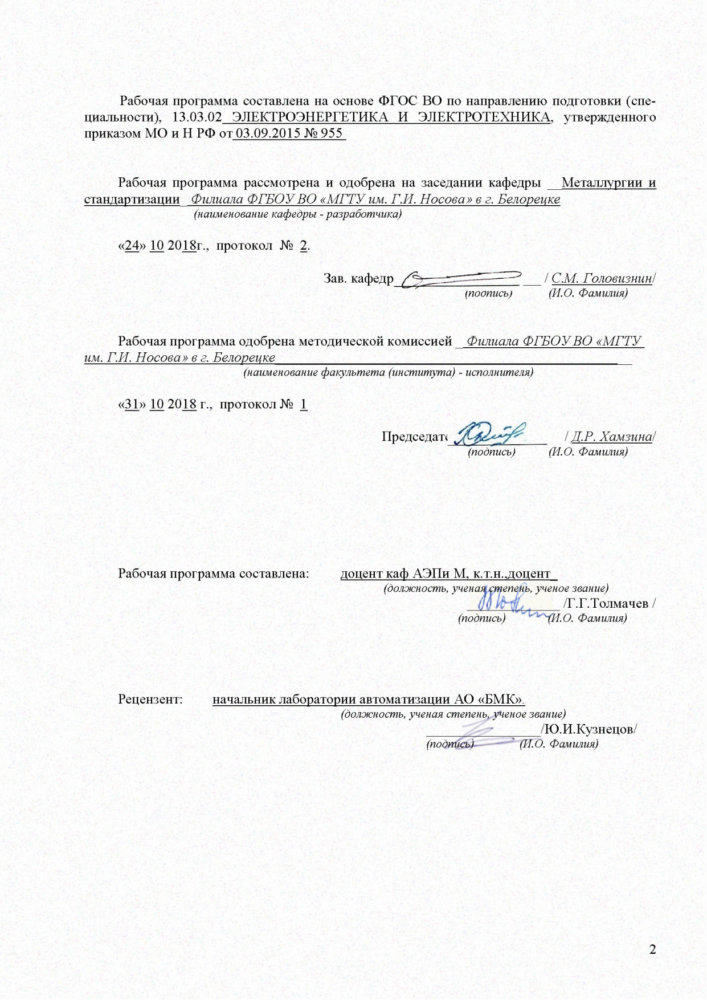 Рабочая программа составлена на основе ФГОС ВО по направлению подготовки (спе-
циальности), 13.03.02 ЭЛЕКТРОЭНЕРГЕТИКА И ЭЛЕКТРОТЕХНИКА, утвержденного
приказом МО и Н РФ от 03.09.2015 № 955
Рабочая программа рассмотрена и одобрена на заседании кафедры __Металлургии и
стандартизации_ Филиала ФГБОУ ВО «МГТУ им. Г.И. Носова» в г. Белорецке
(наименование кафедры - разработчика)
«24» 10 2018г., протокол № 2.
Зав. кафедр ___ / С.М. Головизнин/
(подпись) (И.О. Фамилия)
Рабочая программа одобрена методической комиссией _ Филиала ФГБОУ ВО «МГТУ
им. Г.И. Носова» в г. Белорецке
(наименование факультета (института) - исполнителя)
«31» 10 2018 г., протокол № 1
Председате / Д.Р. Хамзина/
(подпись) (И.О. Фамилия)
Рабочая программа составлена: доцент каф АЭПи М, к.т.н.,доцент_
(должность, ученая степень, ученое звание)
/Г.Г.Толмачев /
(подпись) (И.О. Фамилия)
Рецензент: начальник лаборатории автоматизации АО «БМК».
(должность, ученая степень, ученое звание)
/Ю.И.Кузнецов/
(подпись) (И.О. Фамилия)
2